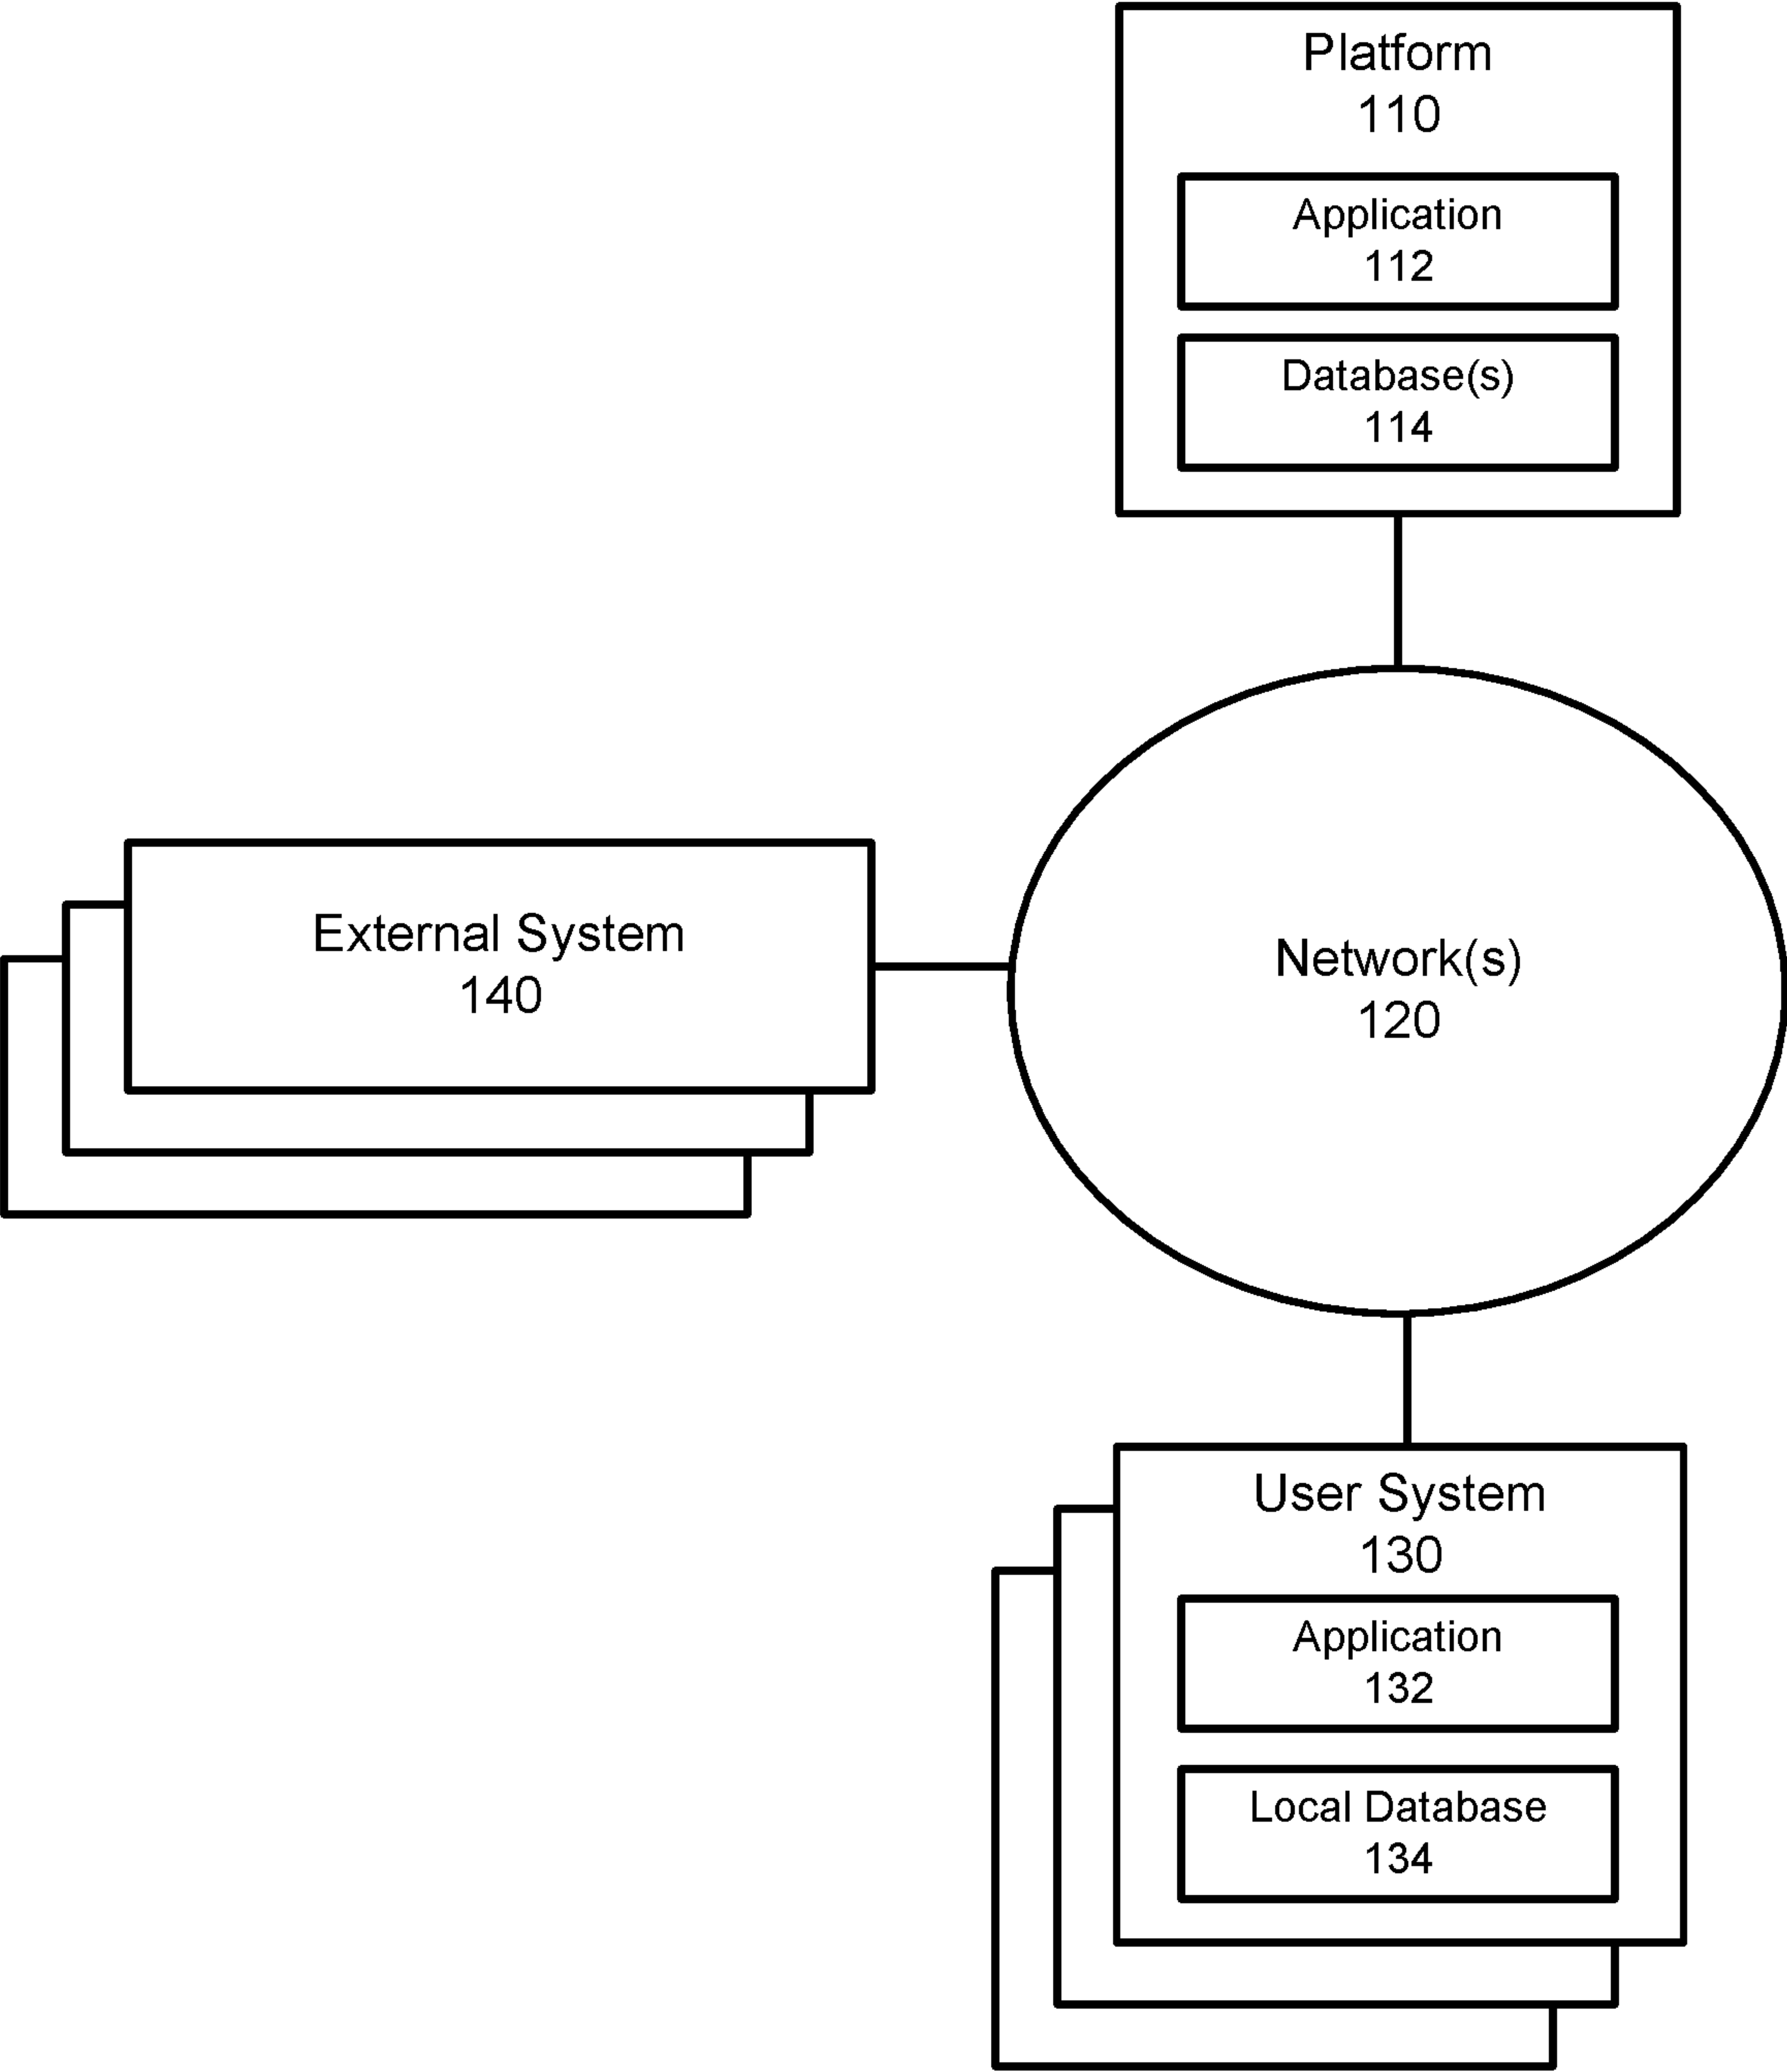 Platform
110
Application
112
Database(s)
114
External System
140
Network(s)
120
User System
130
Application
132
Local Database
134